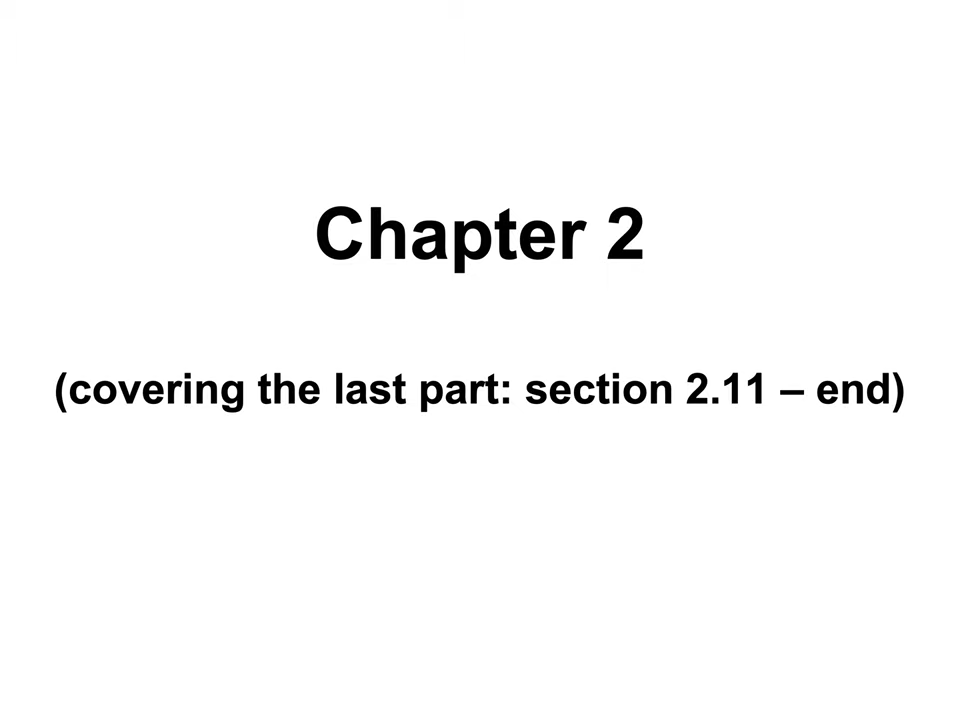 Chapter 2
(covering the last part: section 2.11 – end)